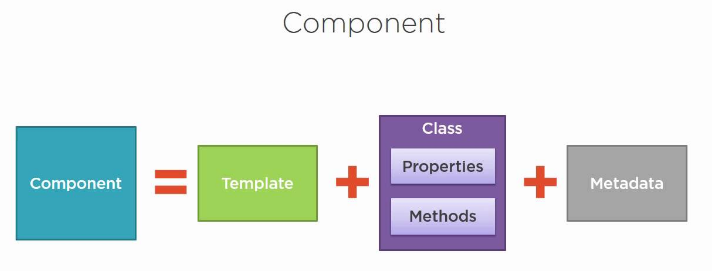 Component
Component
Template
Class
Properties
Methods
Metadata